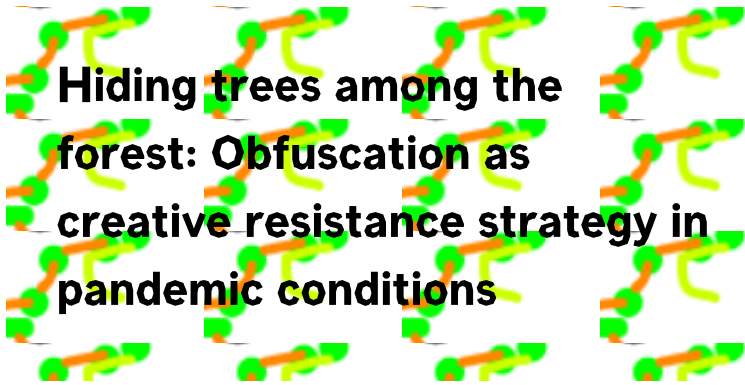 Hiding trees among the
forest: Obfuscation as
creative resistance strategy in
pandemic conditions